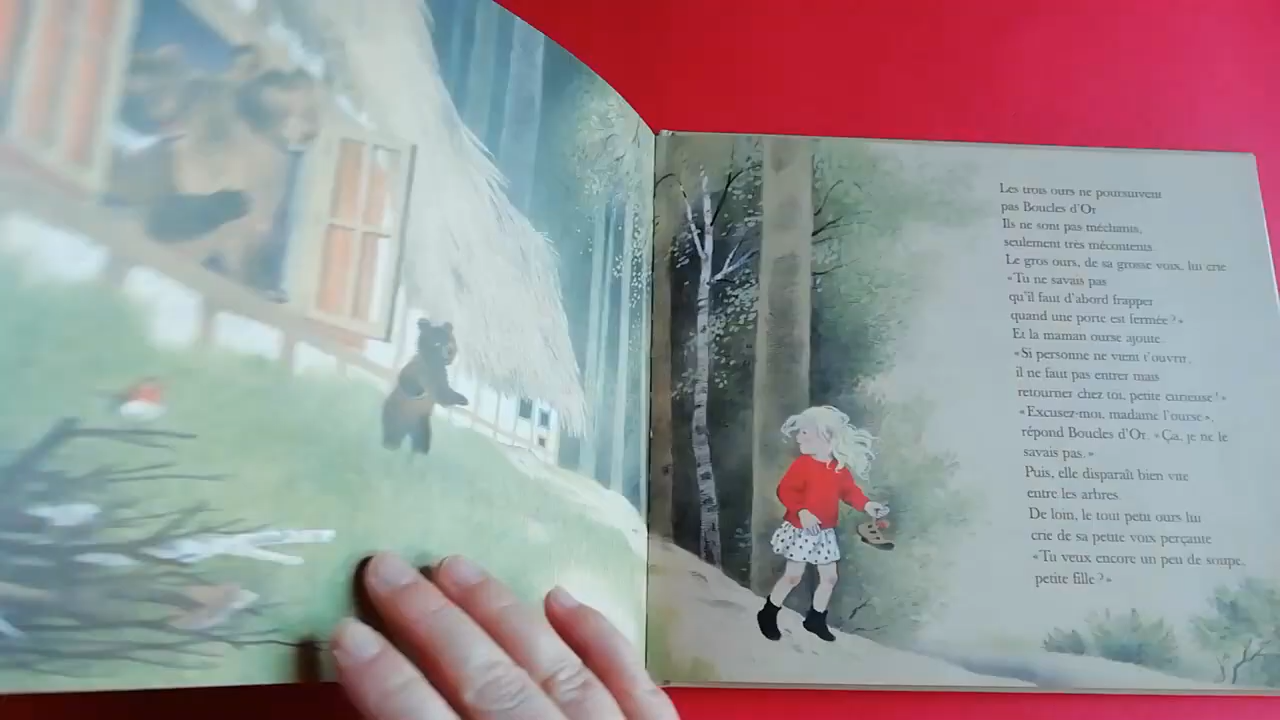 Les trois ours ne poursuivent
pas Boucles d'Or.
Ils ne sont pas méchants,
seulement très mécontents.
Le gros ours, de sa grosse voix, lui crie
«Tu ne savais pas
qu'il faut d'abord frapper
quand une porte est fermée?»
Et la maman ourse ajoute.
«Si personne ne vient t'ouvrir,
il ne faut pas entrer mais
retourner chez toi, petite curieuse!»
«Excusez-moi, madame l'ourse»,
répond Boucles d'Or. «Ça, je ne le
savais pas.»
Puis, elle disparaît bien vite
entre les arbres.
De loin, le tout petit ours lui
crie de sa petite voix perçante
«Tu veux encore un peu de soupe,
petite fille?»